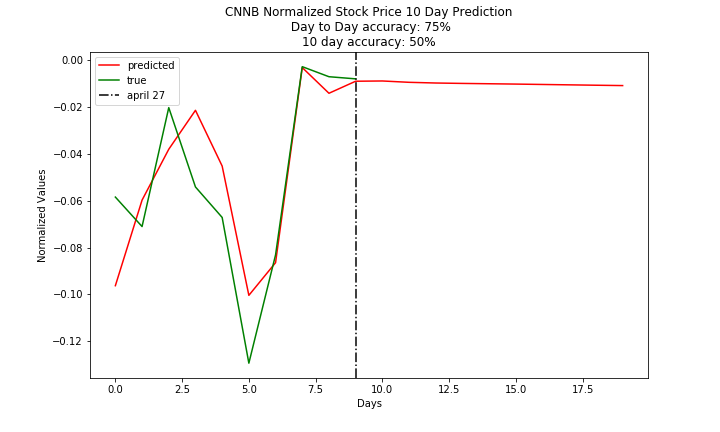 CNNB Normalized Stock Price 10 Day Prediction
Day to Day accuracy: 75%
10 day accuracy: 50%
predicted
true
april 27
0.00
−0.02
−0.04
−0.06
−0.08
−0.10
−0.12
Normalized Values
0.0 2.5 5.0 7.5 10.0 12.5 15.0 17.5
Days